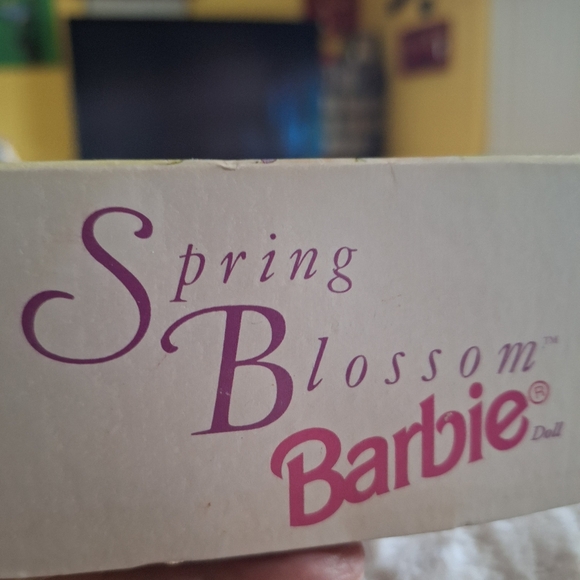 Spring
Blossom™
Barbie®
Doll